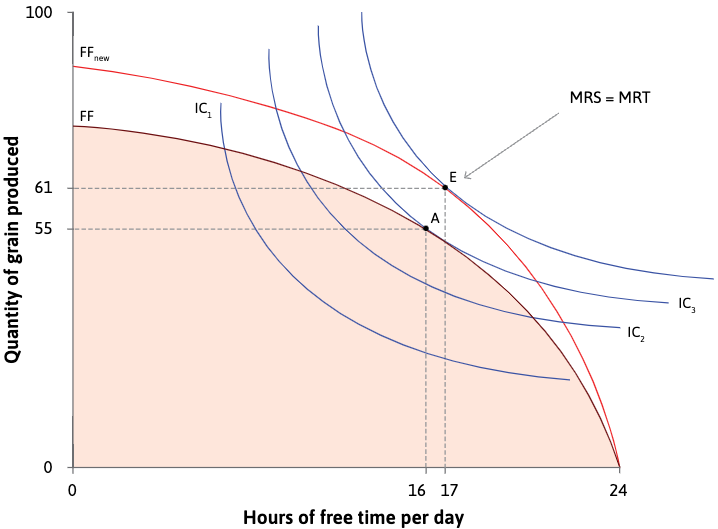 100
FFnew
FF
IC1
MRS = MRT
E
61
A
55
IC3
IC2
Quantity of grain produced
0
0
16
17
24
Hours of free time per day